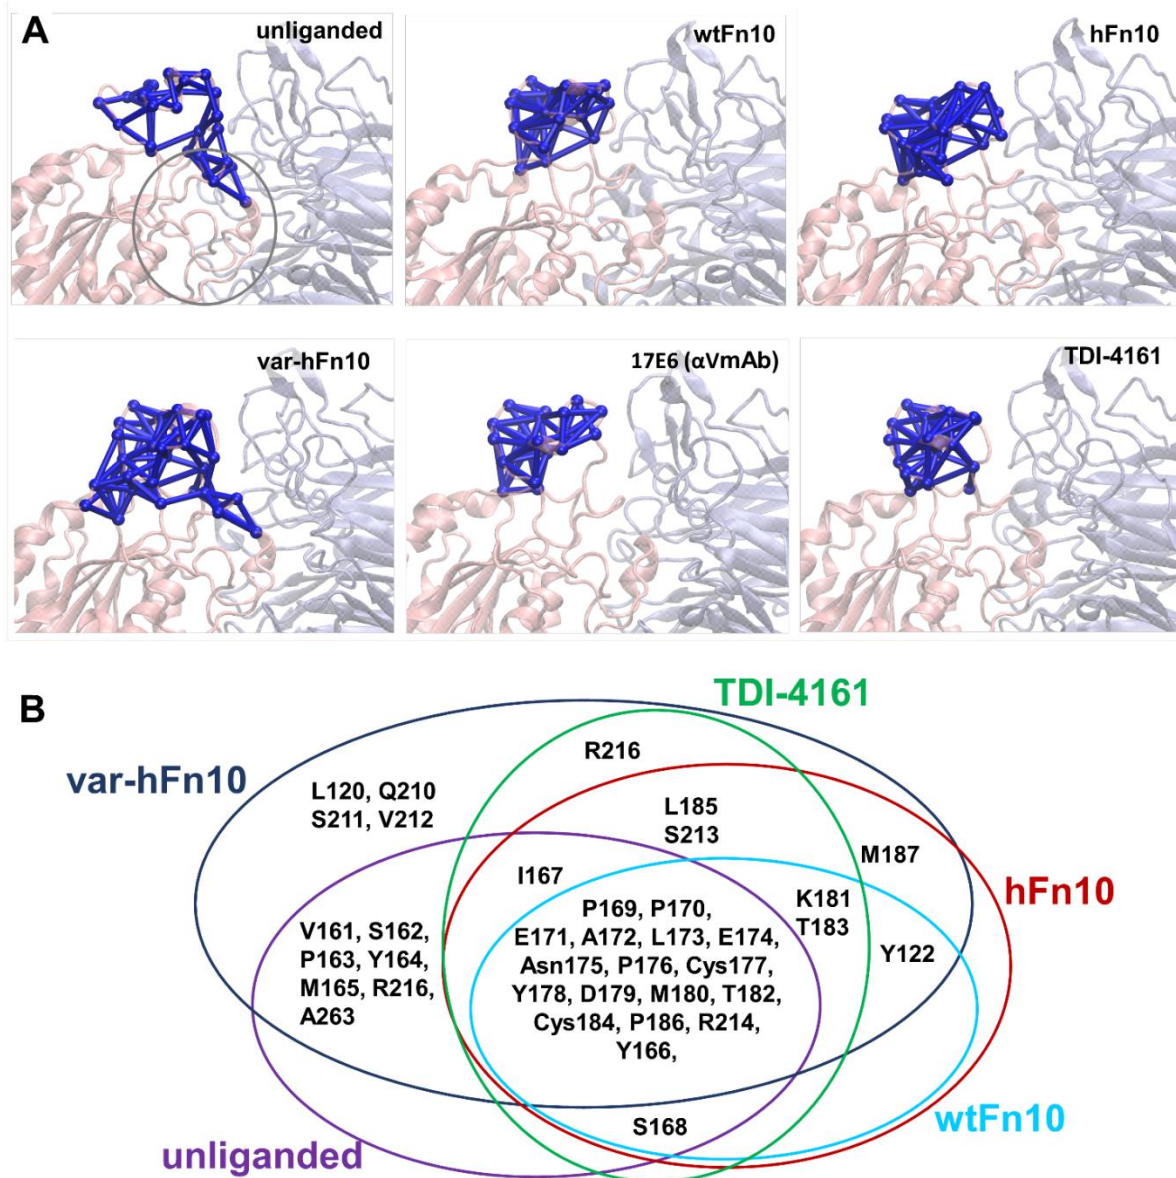 A
unliganded
wtFn10
hFn10
var-hFn10
17E6 (αVmAb)
TDI-4161
B
TDI-4161
var-hFn10
R216
L120, Q210
S211, V212
L185
S213
M187
hFn10
I167
K181
T183
P169, P170,
E171, A172, L173, E174,
Asn175, P176, Cys177,
Y178, D179, M180, T182,
Cys184, P186, R214,
Y166,
V161, S162,
P163, Y164,
M165, R216,
A263
Y122
S168
wtFn10
unliganded